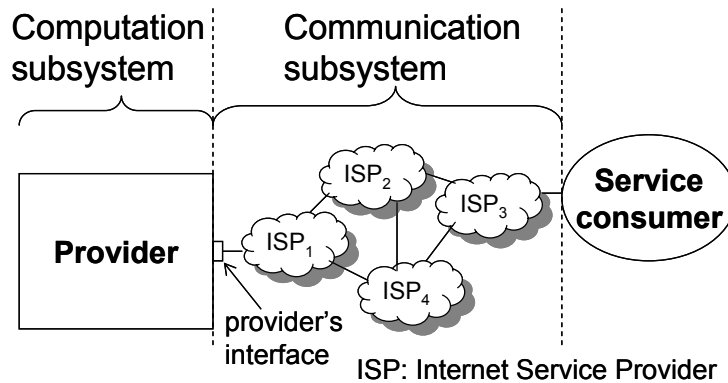 Computation
subsystem
Communication
subsystem
Provider
ISP₁
ISP₂
ISP₃
ISP₄
Service
consumer
provider's
interface
ISP: Internet Service Provider